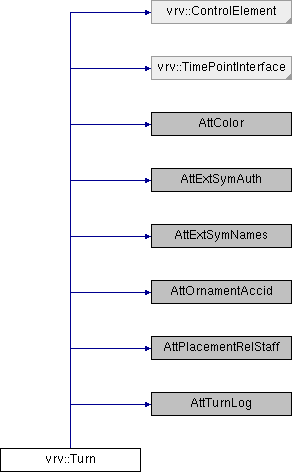 vrv::ControlElement
vrv::TimePointInterface
AttColor
AttExtSymAuth
AttExtSymNames
AttOrnamentAccid
AttPlacementRelStaff
AttTurnLog
vrv::Turn